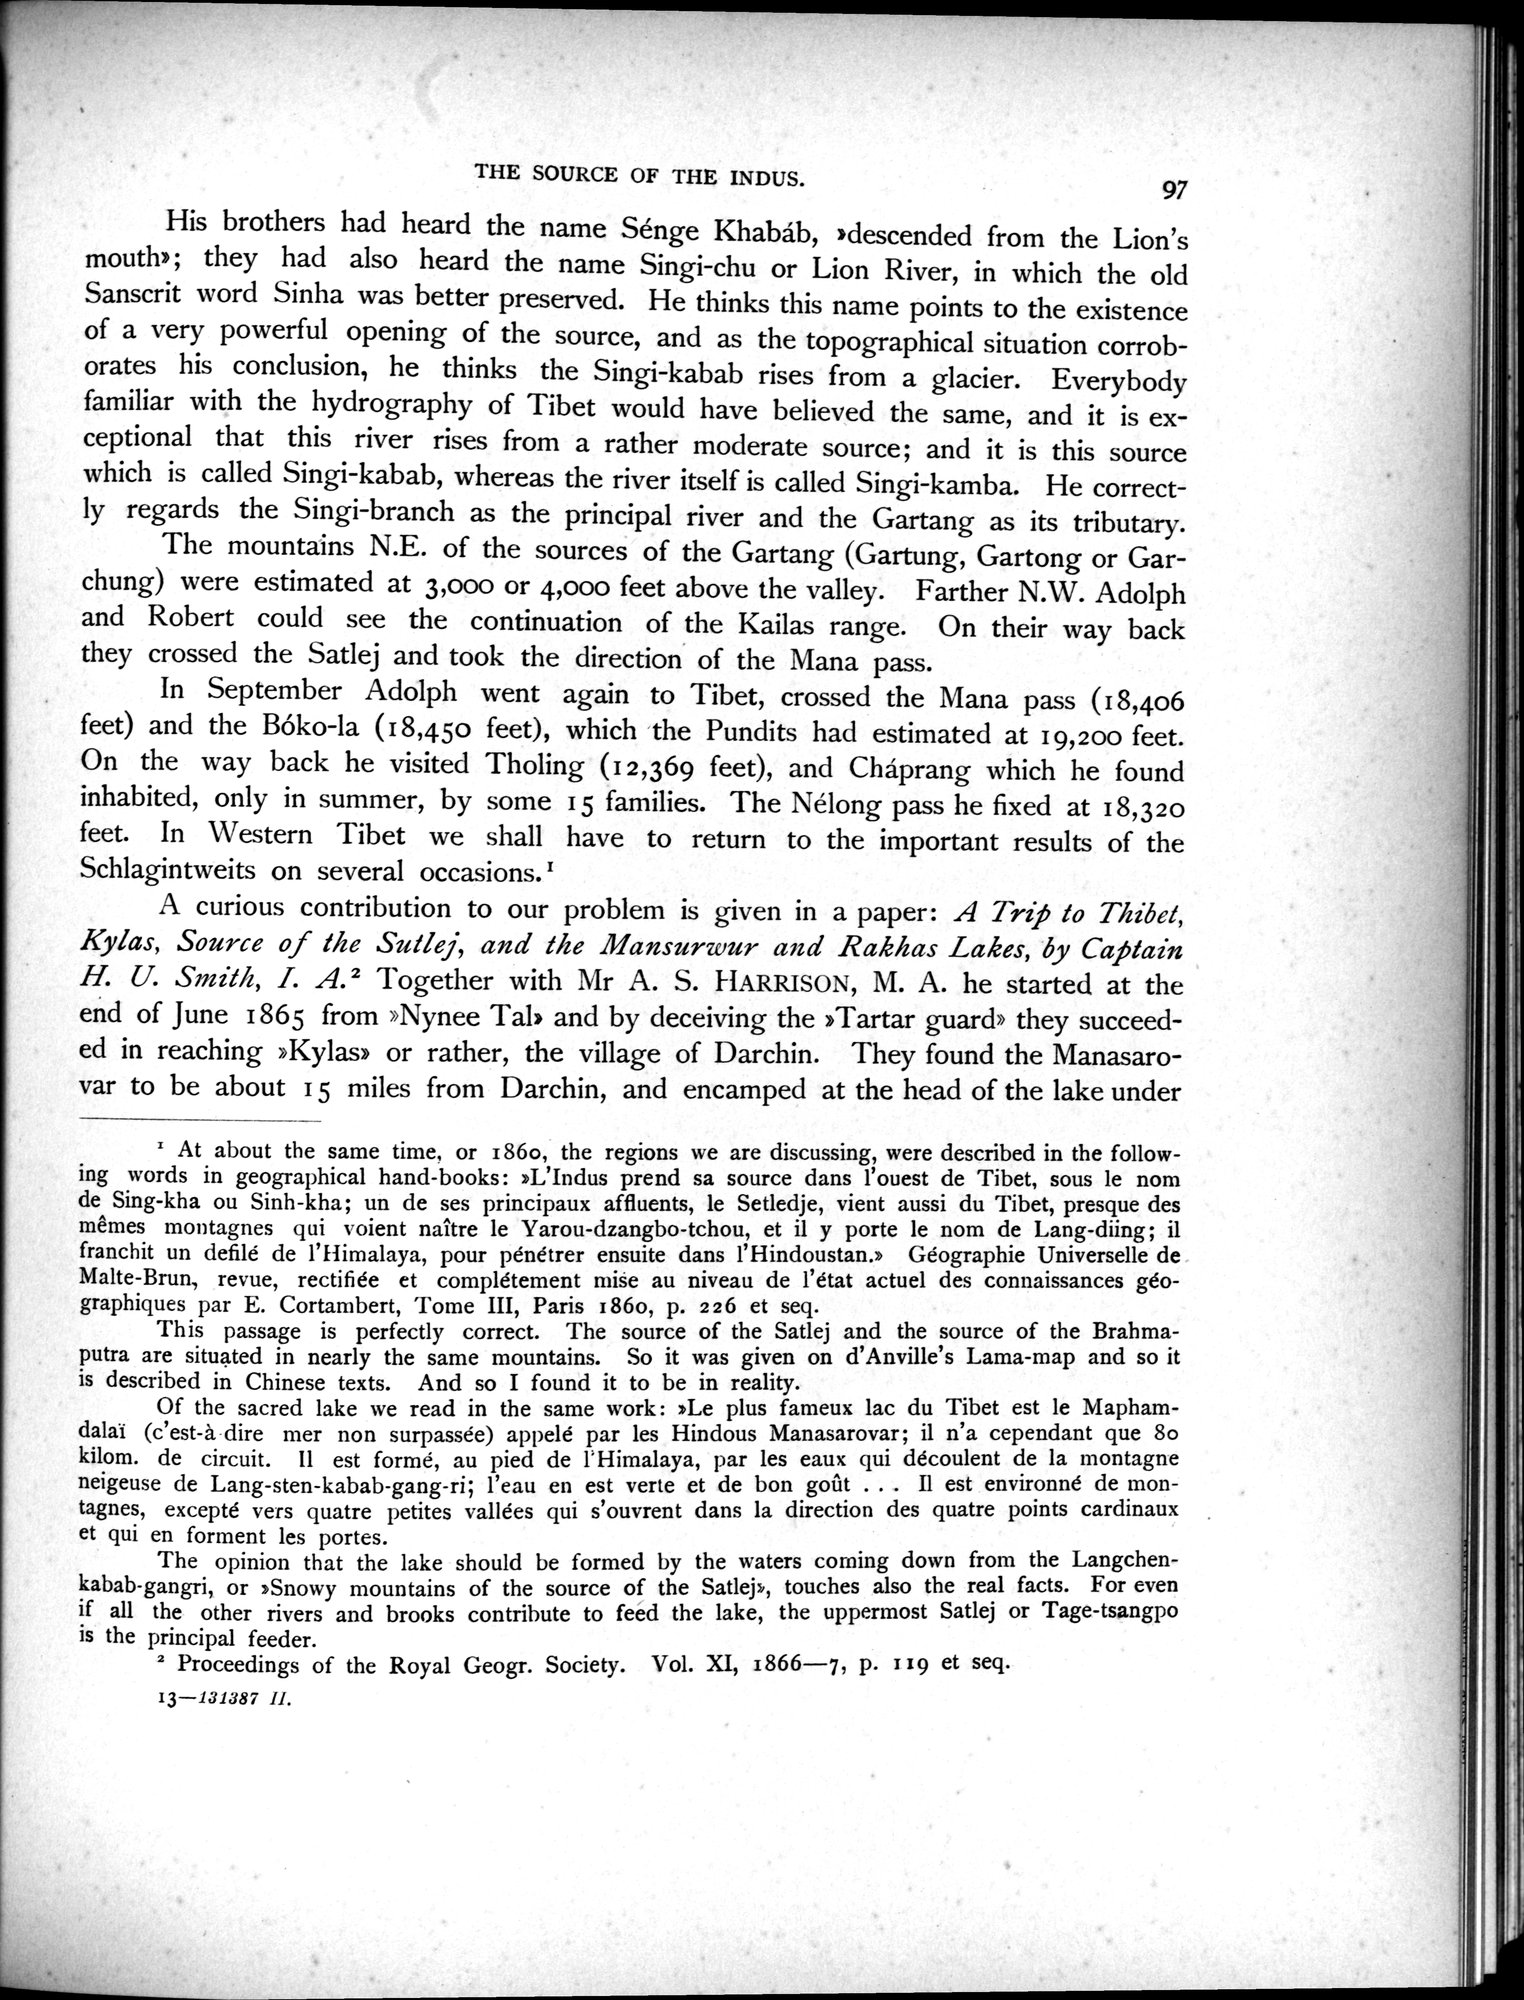 THE SOURCE OF THE INDUS.
97
His brothers had heard the name Sénge Khabáb, »descended from the Lion's
mouth»; they had also heard the name Singi-chu or Lion River, in which the old
Sanscrit word Sinha was better preserved. He thinks this name points to the existence
of a very powerful opening of the source, and as the topographical situation corrob-
orates his conclusion, he thinks the Singi-kabab rises from a glacier. Everybody
familiar with the hydrography of Tibet would have believed the same, and it is ex-
ceptional that this river rises from a rather moderate source; and it is this source
which is called Singi-kabab, whereas the river itself is called Singi-kamba. He correct-
ly regards the Singi-branch as the principal river and the Gartang as its tributary.
The mountains N.E. of the sources of the Gartang (Gartung, Gartong or Gar-
chung) were estimated at 3,000 or 4,000 feet above the valley. Farther N.W. Adolph
and Robert could see the continuation of the Kailas range. On their way back
they crossed the Satlej and took the direction of the Mana pass.
In September Adolph went again to Tibet, crossed the Mana pass (18,406
feet) and the Bóko-la (18,450 feet), which the Pundits had estimated at 19,200 feet.
On the way back he visited Tholing (12,369 feet), and Cháprang which he found
inhabited, only in summer, by some 15 families. The Nélong pass he fixed at 18,320
feet. In Western Tibet we shall have to return to the important results of the
Schlagintweits on several occasions.¹
A curious contribution to our problem is given in a paper: A Trip to Thibet,
Kylas, Source of the Sutlej, and the Mansurwur and Rakhas Lakes, by Captain
H. U. Smith, I. A.² Together with Mr A. S. HARRISON, M. A. he started at the
end of June 1865 from »Nynee Tal» and by deceiving the »Tartar guard» they succeed-
ed in reaching »Kylas» or rather, the village of Darchin. They found the Manasaro-
var to be about 15 miles from Darchin, and encamped at the head of the lake under
¹ At about the same time, or 1860, the regions we are discussing, were described in the follow-
ing words in geographical hand-books: »L'Indus prend sa source dans l'ouest de Tibet, sous le nom
de Sing-kha ou Sinh-kha; un de ses principaux affluents, le Setledje, vient aussi du Tibet, presque des
mêmes montagnes qui voient naître le Yarou-dzangbo-tchou, et il y porte le nom de Lang-diing; il
franchit un defilé de l'Himalaya, pour pénétrer ensuite dans l'Hindoustan.» Géographie Universelle de
Malte-Brun, revue, rectifiée et complétement mise au niveau de l'état actuel des connaissances géo-
graphiques par E. Cortambert, Tome III, Paris 1860, p. 226 et seq.
This passage is perfectly correct. The source of the Satlej and the source of the Brahma-
putra are situated in nearly the same mountains. So it was given on d'Anville's Lama-map and so it
is described in Chinese texts. And so I found it to be in reality.
Of the sacred lake we read in the same work: »Le plus fameux lac du Tibet est le Mapham-
dalaï (c'est-à-dire mer non surpassée) appelé par les Hindous Manasarovar; il n'a cependant que 80
kilom. de circuit. Il est formé, au pied de l'Himalaya, par les eaux qui découlent de la montagne
neigeuse de Lang-sten-kabab-gang-ri; l'eau en est verte et de bon goût . . . Il est environné de mon-
tagnes, excepté vers quatre petites vallées qui s'ouvrent dans la direction des quatre points cardinaux
et qui en forment les portes.
The opinion that the lake should be formed by the waters coming down from the Langchen-
kabab-gangri, or »Snowy mountains of the source of the Satlej», touches also the real facts. For even
if all the other rivers and brooks contribute to feed the lake, the uppermost Satlej or Tage-tsangpo
is the principal feeder.
² Proceedings of the Royal Geogr. Society. Vol. XI, 1866—7, p. 119 et seq.
13—131387 II.